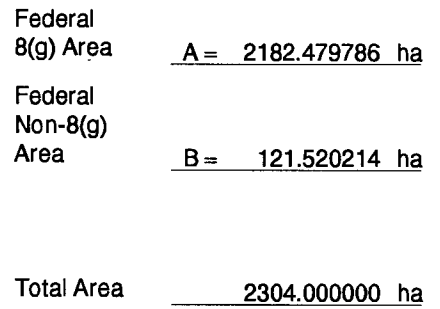 Federal
8(g) Area A = 2182.479786 ha
Federal
Non-8(g)
Area B = 121.520214 ha
Total Area 2304.000000 ha